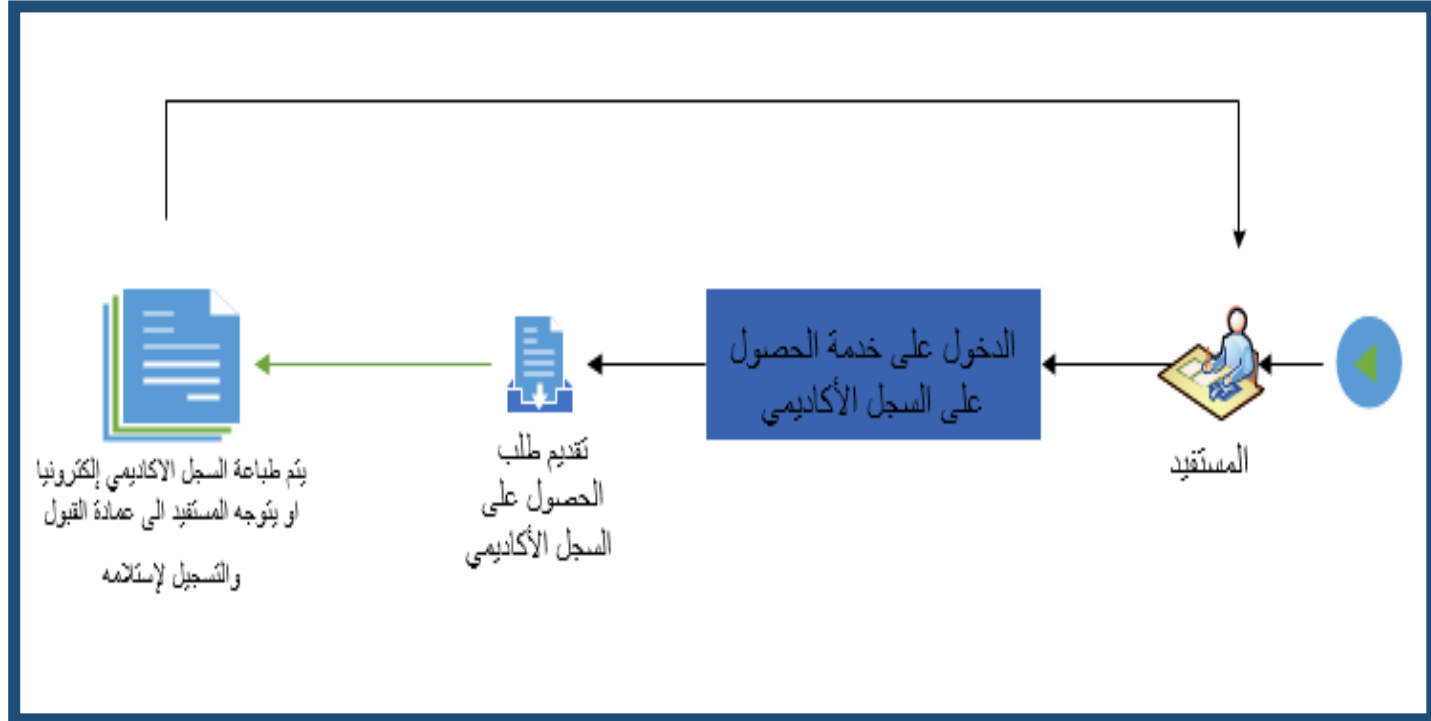 المستفيد
الدخول على خدمة الحصول
على السجل الأكاديمي
تقديم طلب
الحصول على
السجل الأكاديمي
يتم طباعة السجل الاكاديمي إلكترونيا
او يتوجه المستفيد الى عمادة القبول
والتسجيل لإستلامه